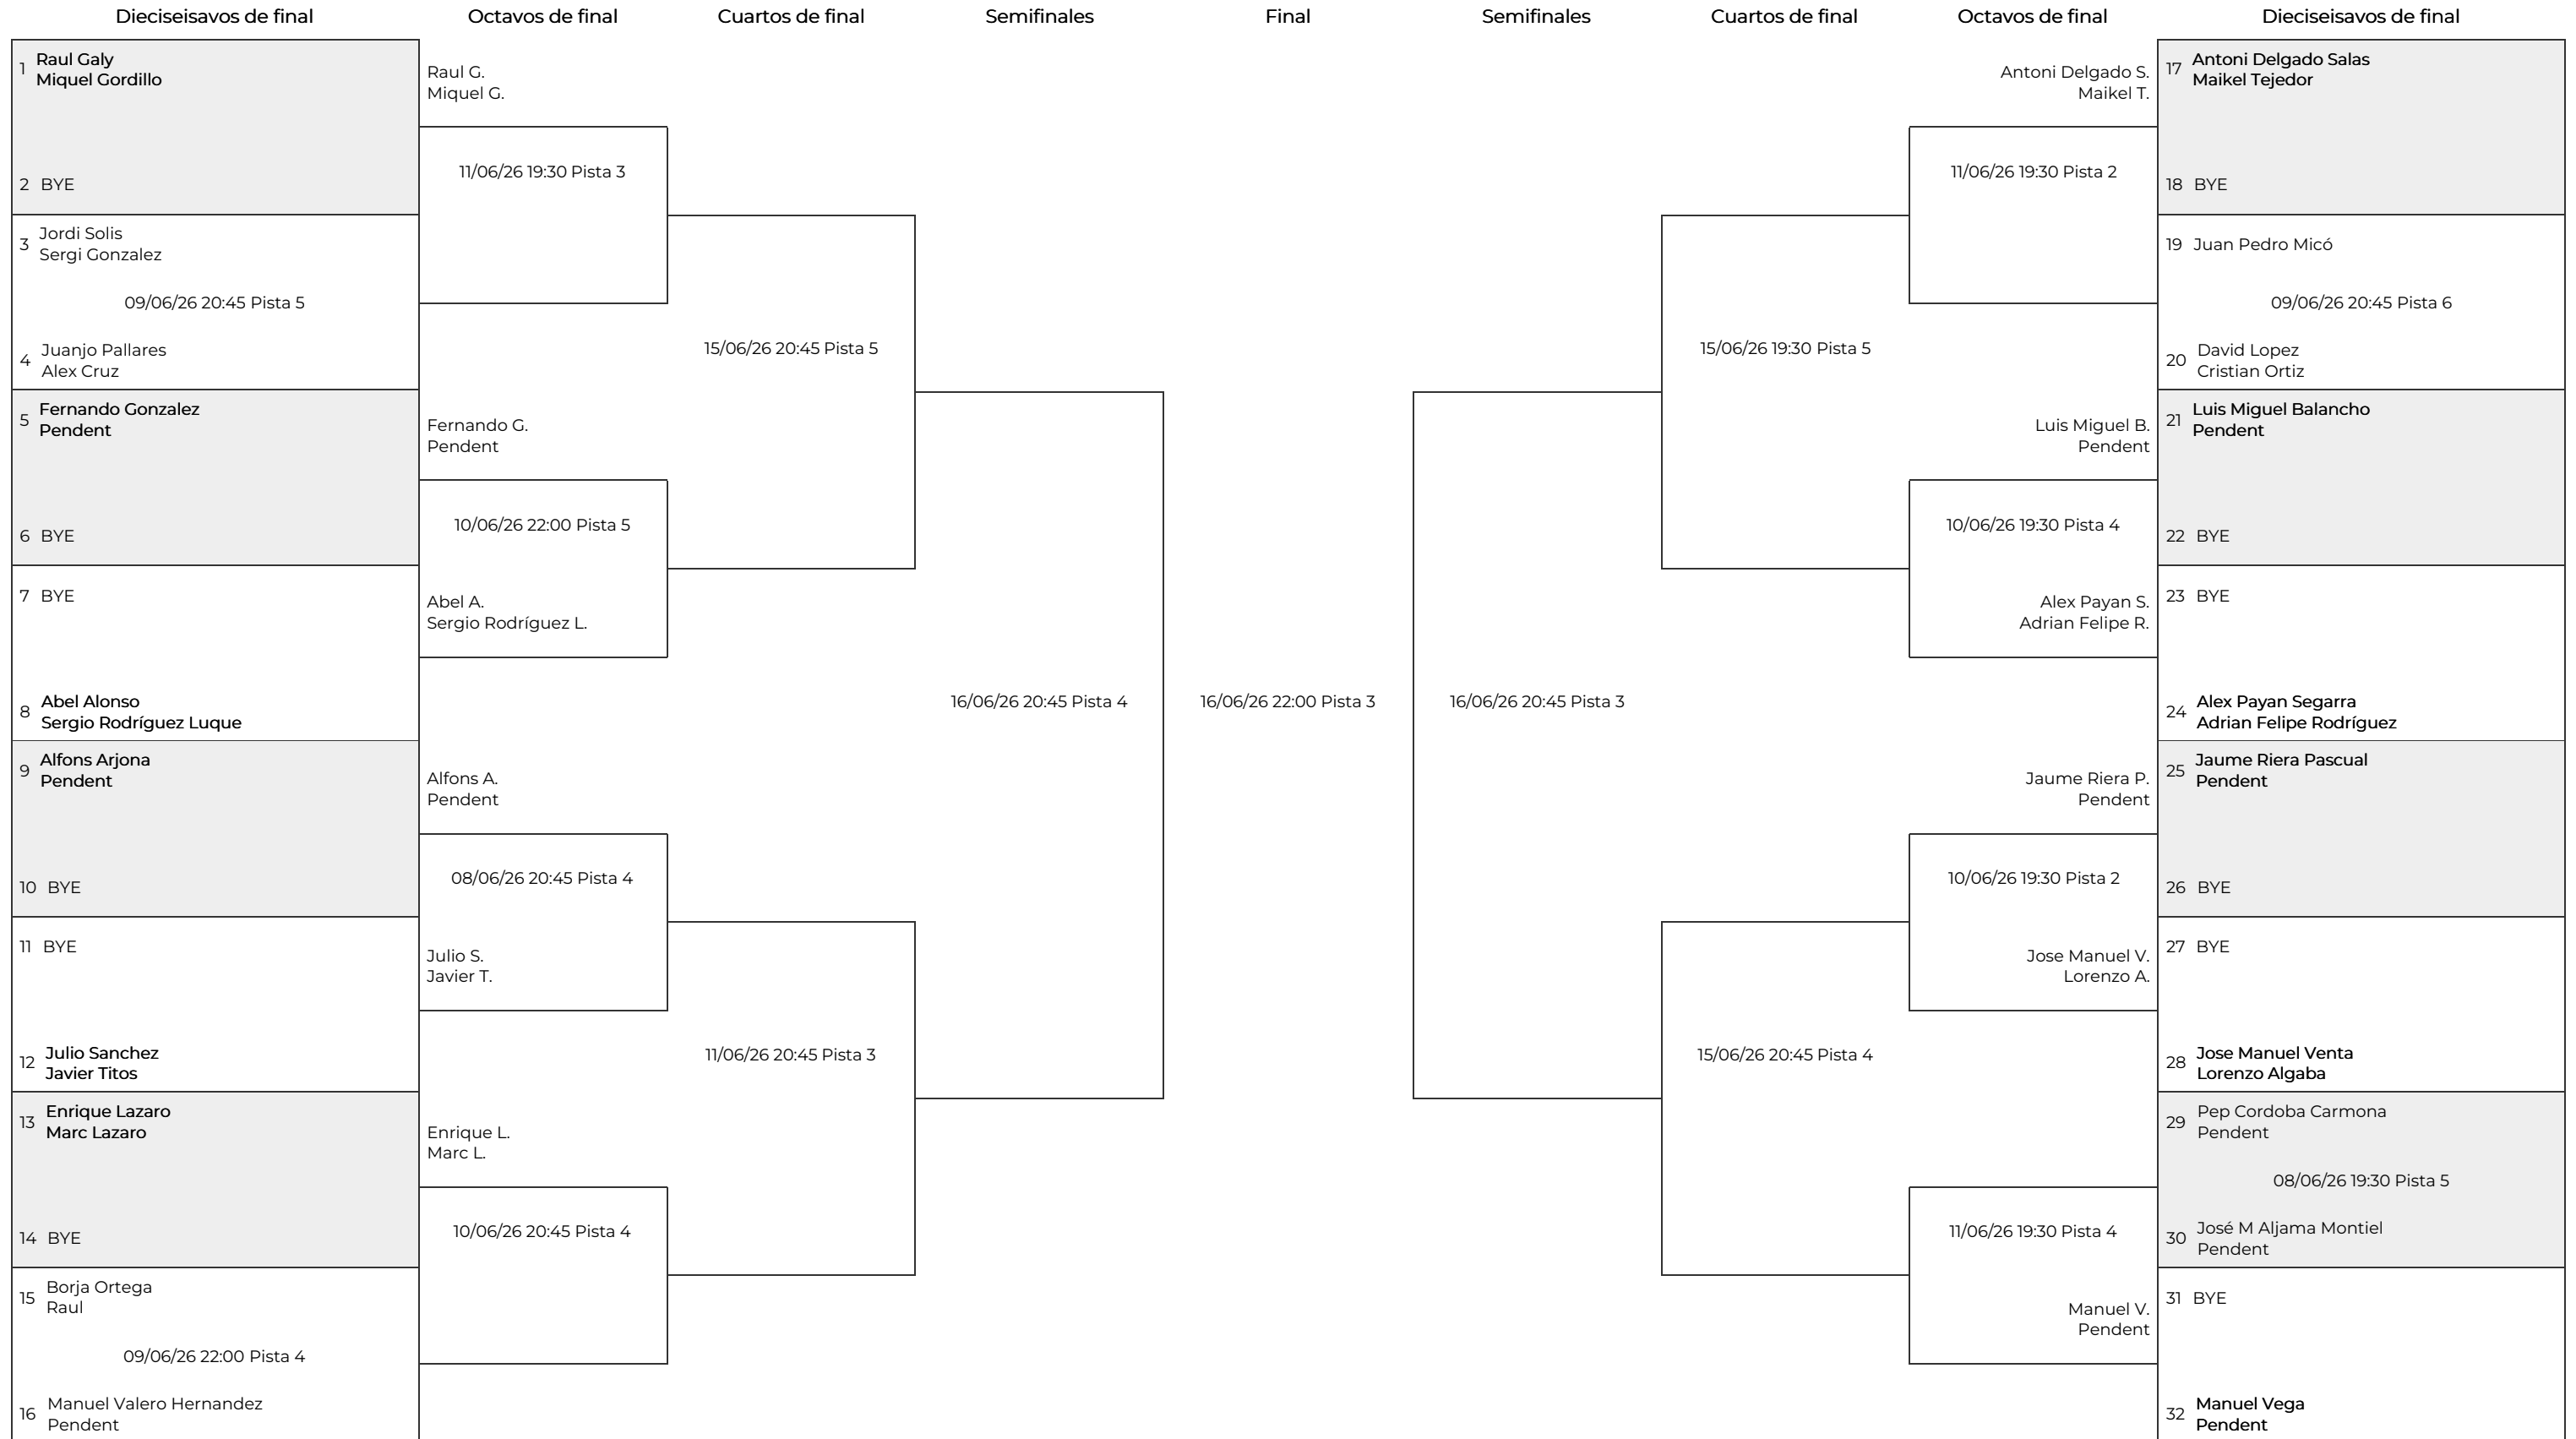 Dieciseisavos de final
Octavos de final
Cuartos de final
Semifinales
Final
Semifinales
Cuartos de final
Octavos de final
Dieciseisavos de final
1
Raul Galy
Miquel Gordillo
2 BYE
3
Jordi Solis
Sergi Gonzalez
09/06/26 20:45 Pista 5
4
Juanjo Pallares
Alex Cruz
5
Fernando Gonzalez
Pendent
6 BYE
7 BYE
8
Abel Alonso
Sergio Rodríguez Luque
9
Alfons Arjona
Pendent
10 BYE
11 BYE
12
Julio Sanchez
Javier Titos
13
Enrique Lazaro
Marc Lazaro
14 BYE
15
Borja Ortega
Raul
09/06/26 22:00 Pista 4
16
Manuel Valero Hernandez
Pendent
Raul G.
Miquel G.
11/06/26 19:30 Pista 3
Fernando G.
Pendent
10/06/26 22:00 Pista 5
Abel A.
Sergio Rodríguez L.
Alfons A.
Pendent
08/06/26 20:45 Pista 4
Julio S.
Javier T.
Enrique L.
Marc L.
10/06/26 20:45 Pista 4
15/06/26 20:45 Pista 5
11/06/26 20:45 Pista 3
16/06/26 20:45 Pista 4
16/06/26 22:00 Pista 3
16/06/26 20:45 Pista 3
15/06/26 19:30 Pista 5
15/06/26 20:45 Pista 4
Antoni Delgado S.
Maikel T.
11/06/26 19:30 Pista 2
Luis Miguel B.
Pendent
10/06/26 19:30 Pista 4
Alex Payan S.
Adrian Felipe R.
Jaume Riera P.
Pendent
10/06/26 19:30 Pista 2
Jose Manuel V.
Lorenzo A.
11/06/26 19:30 Pista 4
Manuel V.
Pendent
17
Antoni Delgado Salas
Maikel Tejedor
18 BYE
19 Juan Pedro Micó
09/06/26 20:45 Pista 6
20
David Lopez
Cristian Ortiz
21
Luis Miguel Balancho
Pendent
22 BYE
23 BYE
24
Alex Payan Segarra
Adrian Felipe Rodríguez
25
Jaume Riera Pascual
Pendent
26 BYE
27 BYE
28
Jose Manuel Venta
Lorenzo Algaba
29
Pep Cordoba Carmona
Pendent
08/06/26 19:30 Pista 5
30
José M Aljama Montiel
Pendent
31 BYE
32
Manuel Vega
Pendent